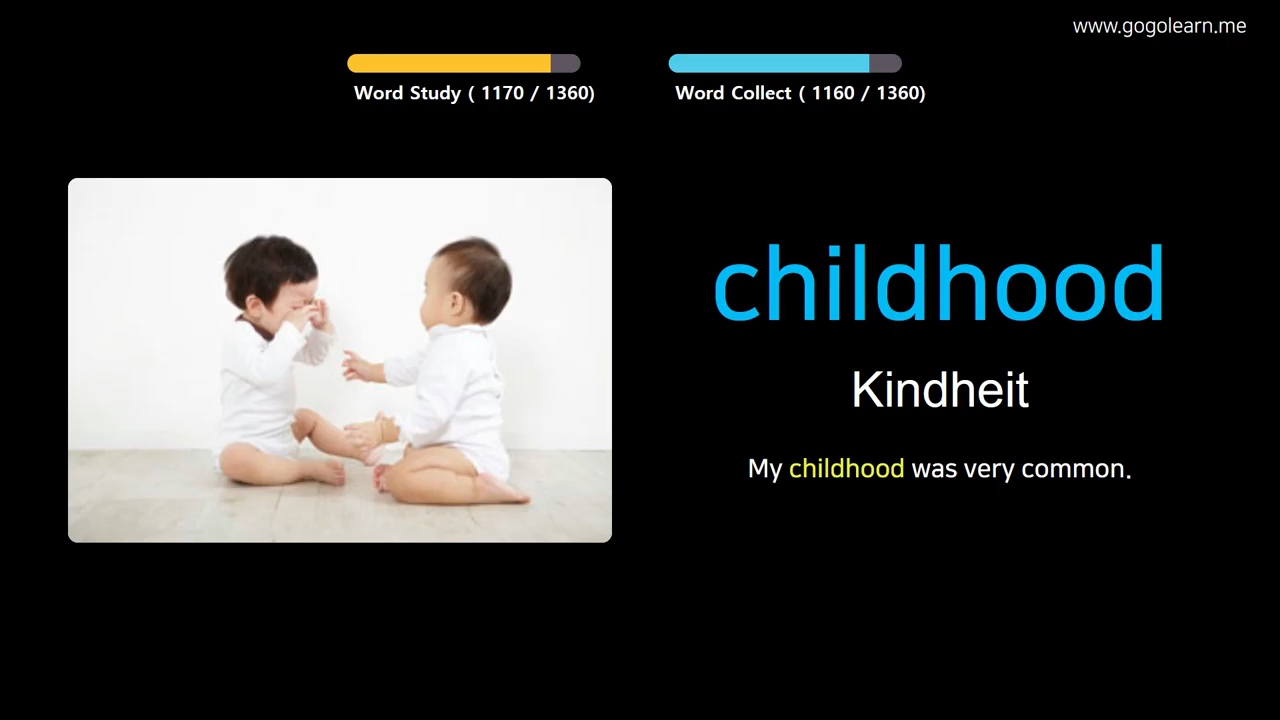 www.gogolearn.me
Word Study ( 1170 / 1360)
Word Collect ( 1160 / 1360)
childhood
Kindheit
My childhood was very common.